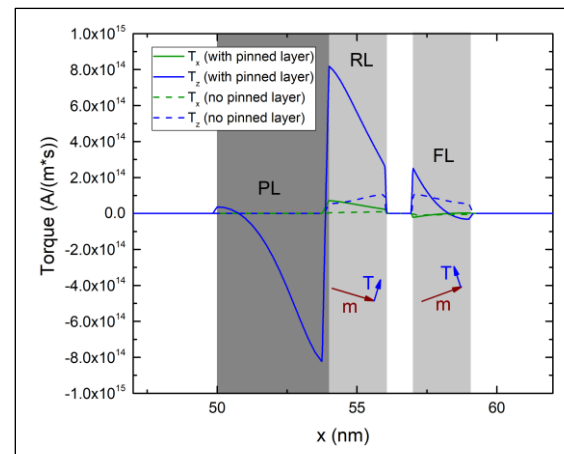 1.0x10^15
8.0x10^14
6.0x10^14
4.0x10^14
2.0x10^14
0.0
-2.0x10^14
-4.0x10^14
-6.0x10^14
-8.0x10^14
-1.0x10^15
Torque (A/(m*s))
T_x (with pinned layer)
T_z (with pinned layer)
T_x (no pinned layer)
T_z (no pinned layer)
RL
FL
PL
T
m
T
m
50
55
60
x (nm)